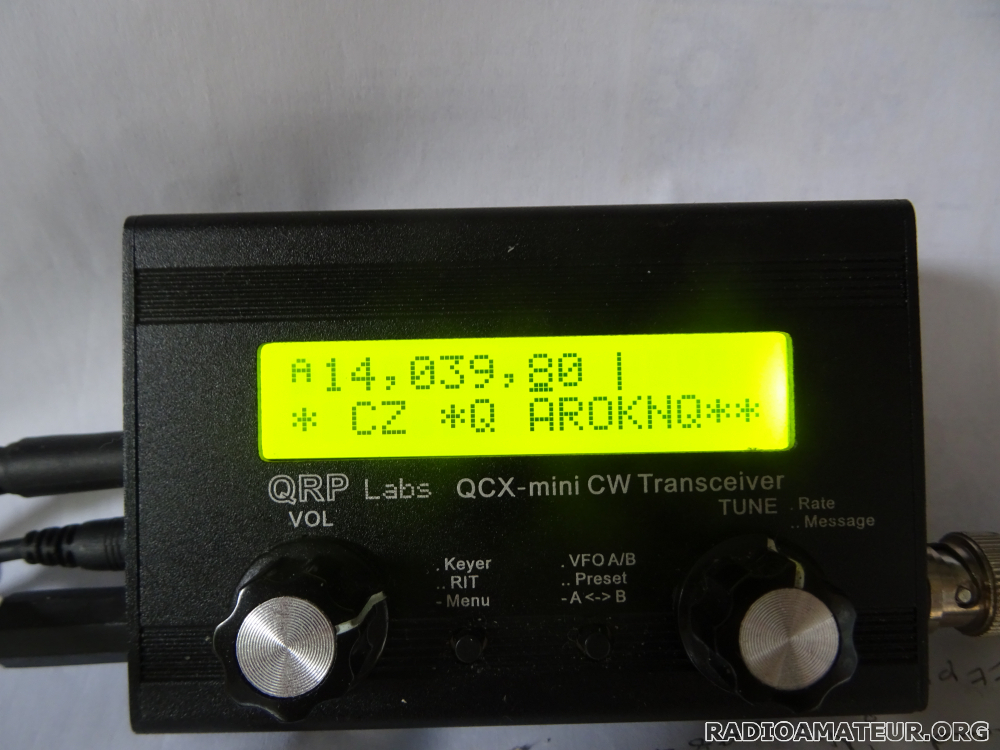 A14,039,80 |
* CZ *Q AROKNQ**
QRP Labs QCX-mini CW Transceiver
VOL
TUNE
. Rate
.. Message
. Keyer
.. RIT
- Menu
. VFO A/B
.. Preset
- A <-> B
RADIOAMATEUR.ORG